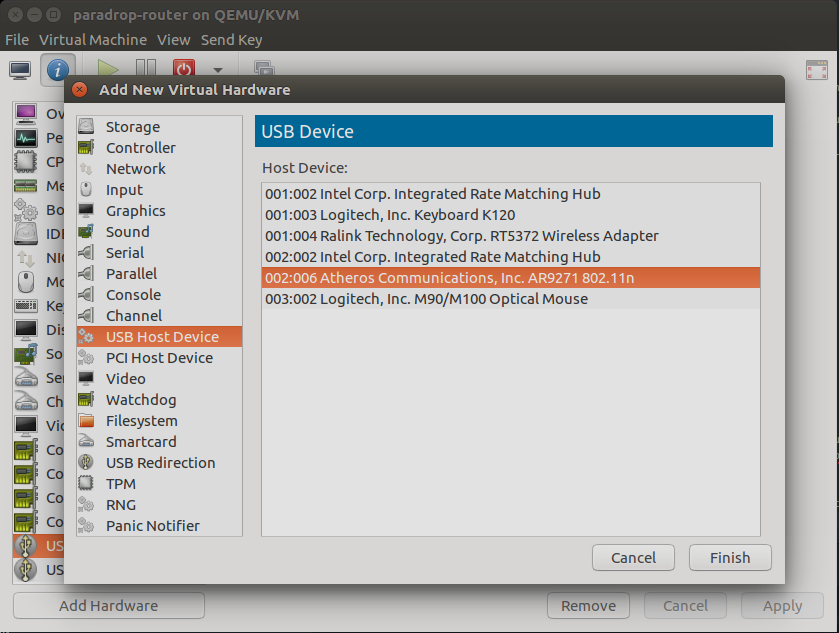 paradrop-router on QEMU/KVM
File Virtual Machine View Send Key
Add New Virtual Hardware
Ov
Pe
CP
Me
Bo
IDE
NIC
Mo
Key
Dis
So
Ser
Ch
Vid
Co
Co
Co
Co
US
US
Storage
Controller
Network
Input
Graphics
Sound
Serial
Parallel
Console
Channel
USB Host Device
PCI Host Device
Video
Watchdog
Filesystem
Smartcard
USB Redirection
TPM
RNG
Panic Notifier
USB Device
Host Device:
001:002 Intel Corp. Integrated Rate Matching Hub
001:003 Logitech, Inc. Keyboard K120
001:004 Ralink Technology, Corp. RT5372 Wireless Adapter
002:002 Intel Corp. Integrated Rate Matching Hub
002:006 Atheros Communications, Inc. AR9271 802.11n
003:002 Logitech, Inc. M90/M100 Optical Mouse
Cancel Finish
Add Hardware Remove Cancel Apply